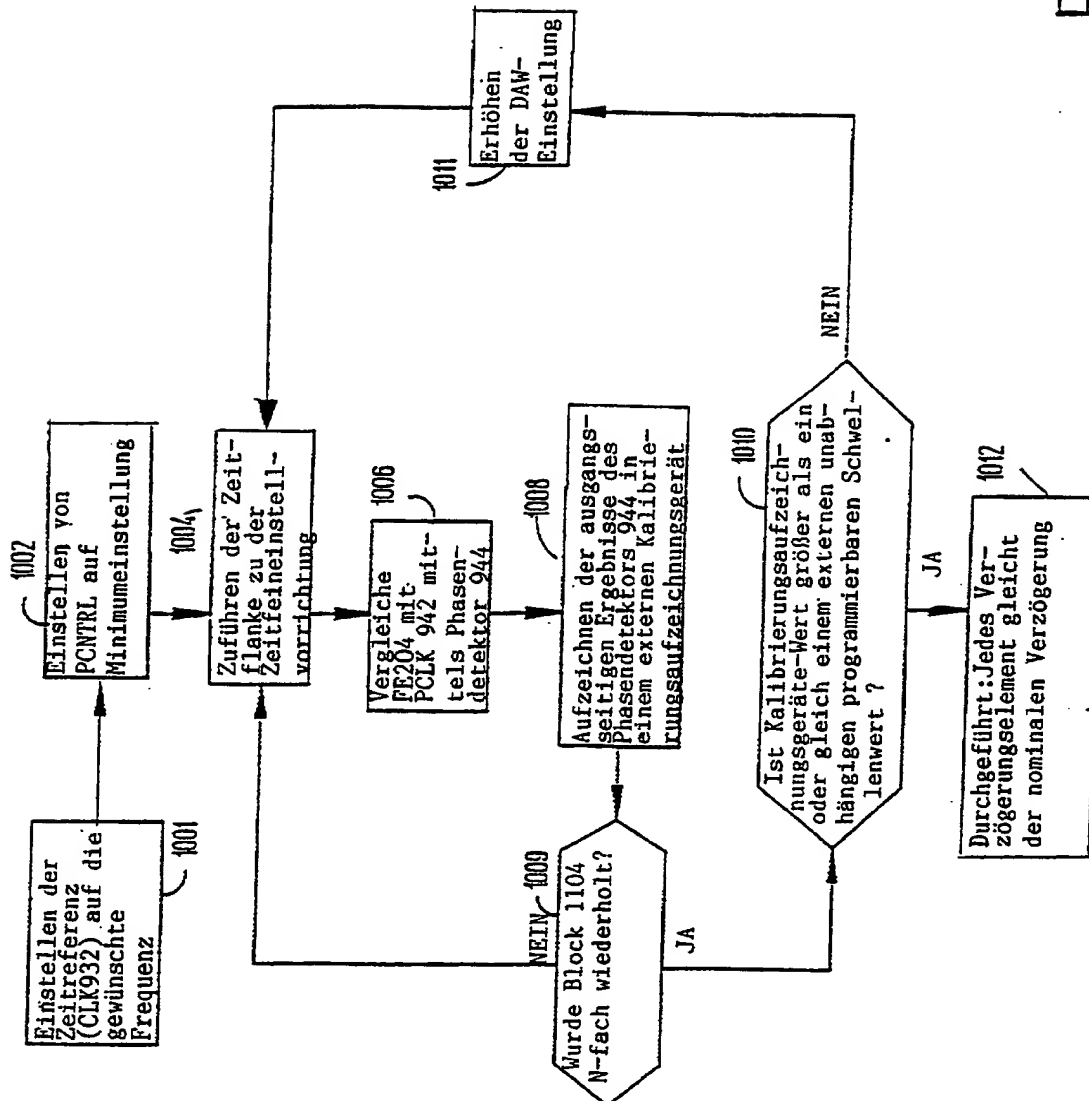 Einstellen der
Zeitreferenz
(CLK932) auf die
gewünschte
Frequenz
1001
1002
Einstellen von
PCNTRL auf
Minimumeinstellung
1004
Zuführen der Zeit-
flanke zu der
Zeitfeineinstell-
vorrichtung
1006
Vergleiche
FE204 mit
PCLK 942 mit-
tels Phasen-
detektor 944
1008
Aufzeichnen der ausgangs-
seitigen Ergebnisse des
Phasendetektors 944 in
einem externen Kalibrie-
rungsaufzeichnungsgerät
NEIN
1009
Wurde Block 1104
N-fach wiederholt?
JA
1010
Ist Kalibrierungsaufzeich-
nungsgeräte-Wert größer als ein
oder gleich einem externen unab-
hängigen programmierbaren Schwel-
lenwert ?
NEIN
1011
Erhöhen
der DAW-
Einstellung
JA
1012
Durchgeführt:Jedes Ver-
zögerungselement gleicht
der nominalen Verzögerung